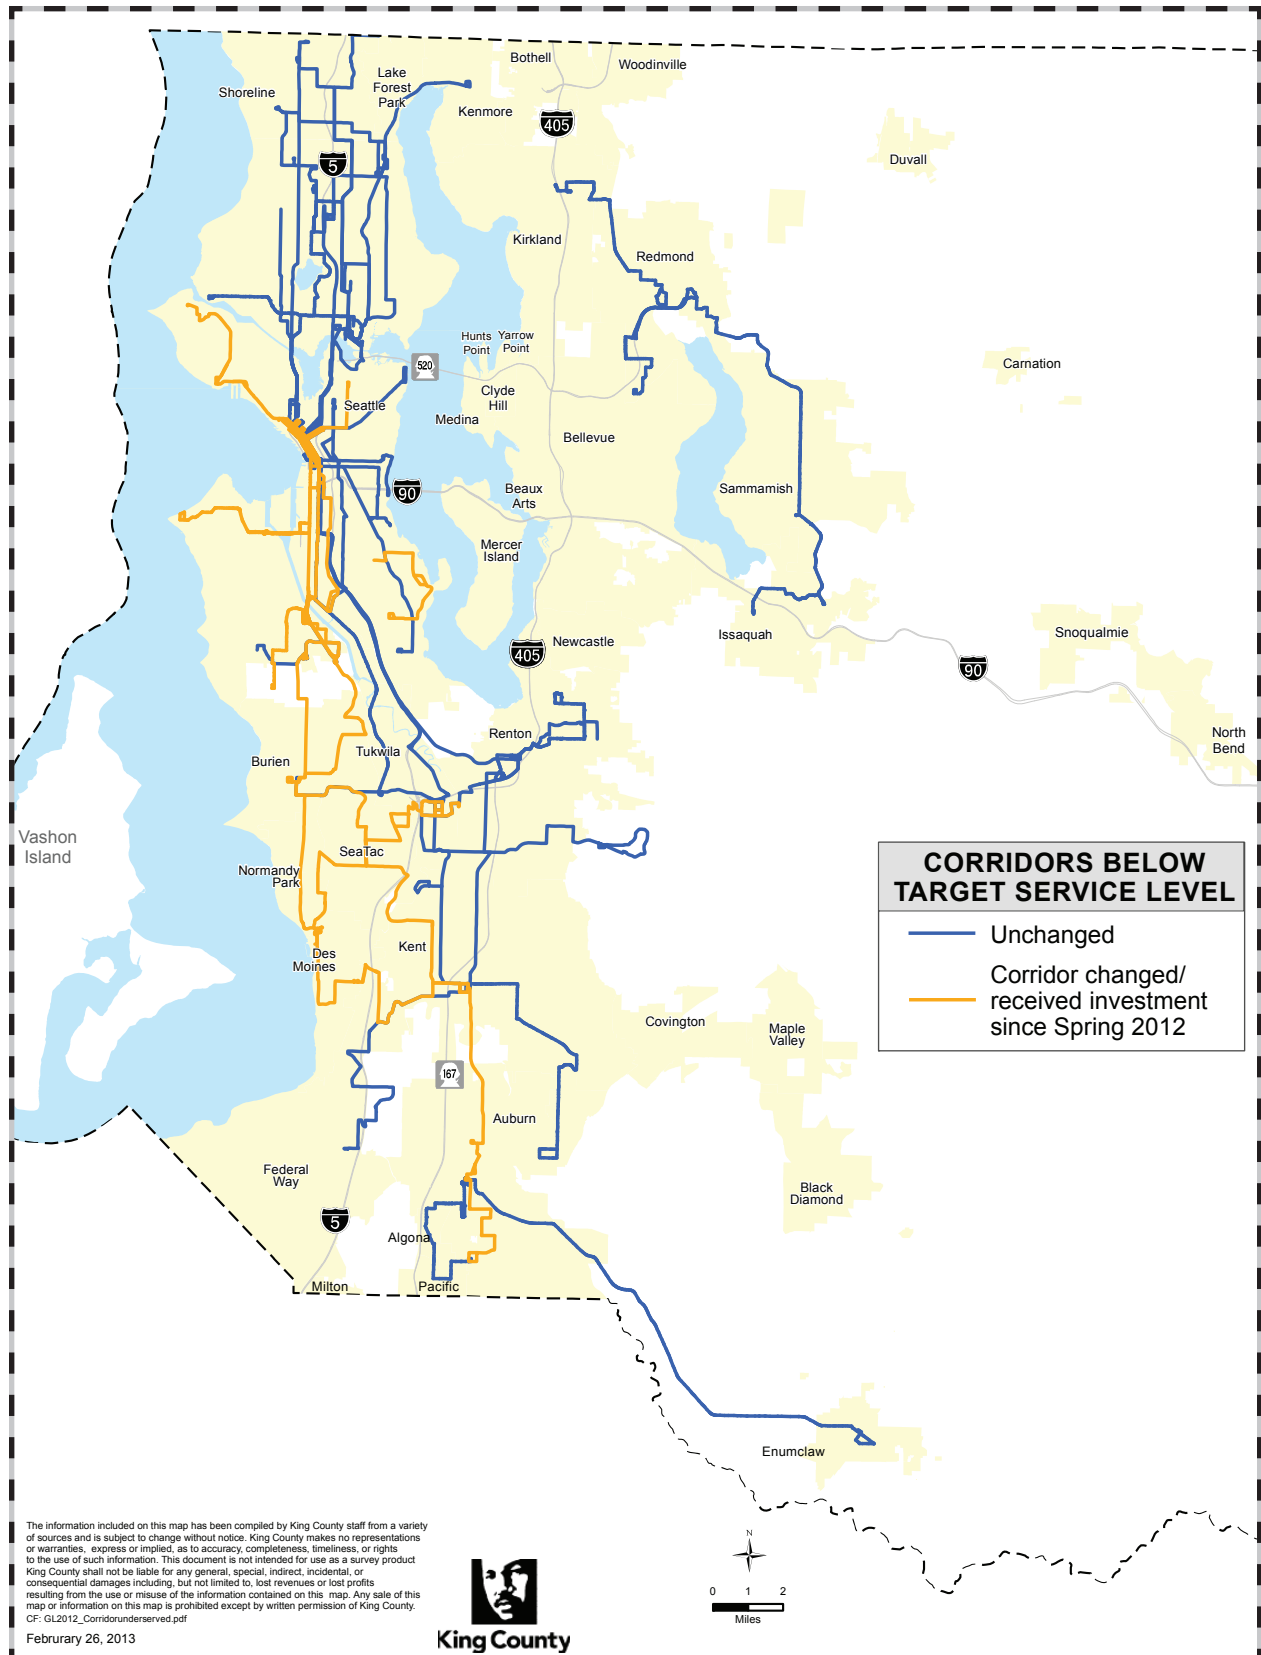 Bothell
Woodinville
Lake
Forest
Park
Shoreline
Kenmore
405
5
Duvall
Kirkland
Redmond
Hunts
Point
Yarrow
Point
520
Carnation
Clyde
Hill
Seattle
Medina
Bellevue
90
Beaux
Arts
Sammamish
Mercer
Island
Newcastle
405
Issaquah
Snoqualmie
90
North
Bend
Renton
Tukwila
Burien
Vashon
Island
SeaTac
Normandy
Park
Kent
Des
Moines
CORRIDORS BELOW
TARGET SERVICE LEVEL
Unchanged
Corridor changed/
received investment
since Spring 2012
Covington
Maple
Valley
167
Auburn
Federal
Way
Black
Diamond
5
Algona
Milton
Pacific
Enumclaw
The information included on this map has been compiled by King County staff from a variety
of sources and is subject to change without notice. King County makes no representations
or warranties, express or implied, as to accuracy, completeness, timeliness, or rights
to the use of such information. This document is not intended for use as a survey product
King County shall not be liable for any general, special, indirect, incidental, or
consequential damages including, but not limited to, lost revenues or lost profits
resulting from the use or misuse of the information contained on this map. Any sale of this
map or information on this map is prohibited except by written permission of King County.
CF: GL2012_Corridorunderserved.pdf
Februrary 26, 2013
King County
N
0 1 2
Miles